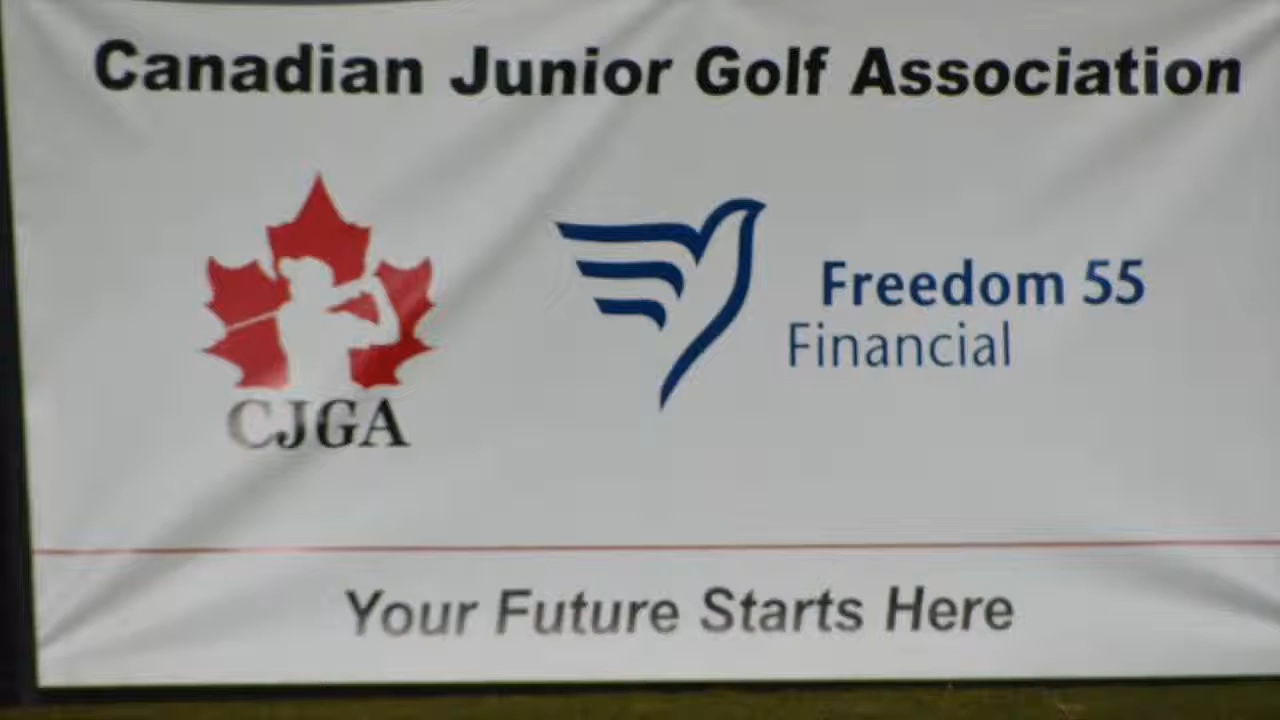 Canadian Junior Golf Association
CJGA
Freedom 55
Financial
Your Future Starts Here